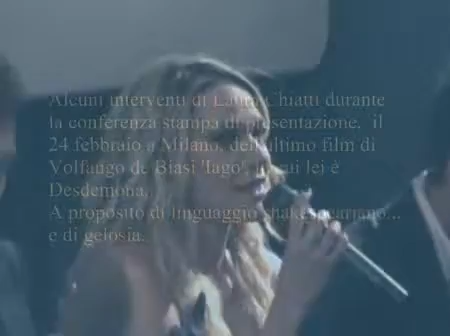 Alcuni interventi di Laura Chiatti durante
la conferenza stampa di presentazione, il
24 febbraio a Milano, dell'ultimo film di
Volfango de Biasi 'Iago', in cui lei è
Desdemona.
A proposito di linguaggio shakespeariano...
e di gelosia.